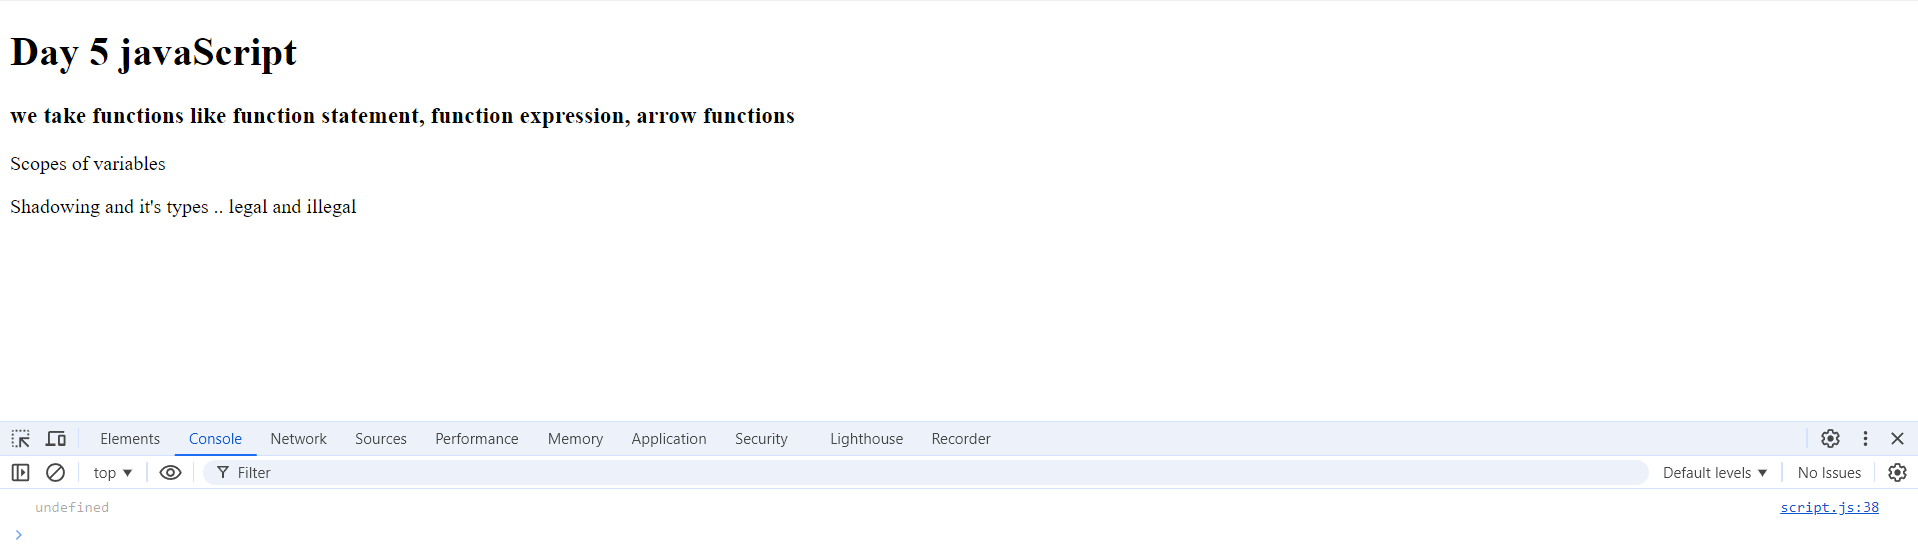 Day 5 javaScript
we take functions like function statement, function expression, arrow functions
Scopes of variables
Shadowing and it's types .. legal and illegal
Elements Console Network Sources Performance Memory Application Security Lighthouse Recorder
top Filter Default levels No Issues
undefined script.js:38